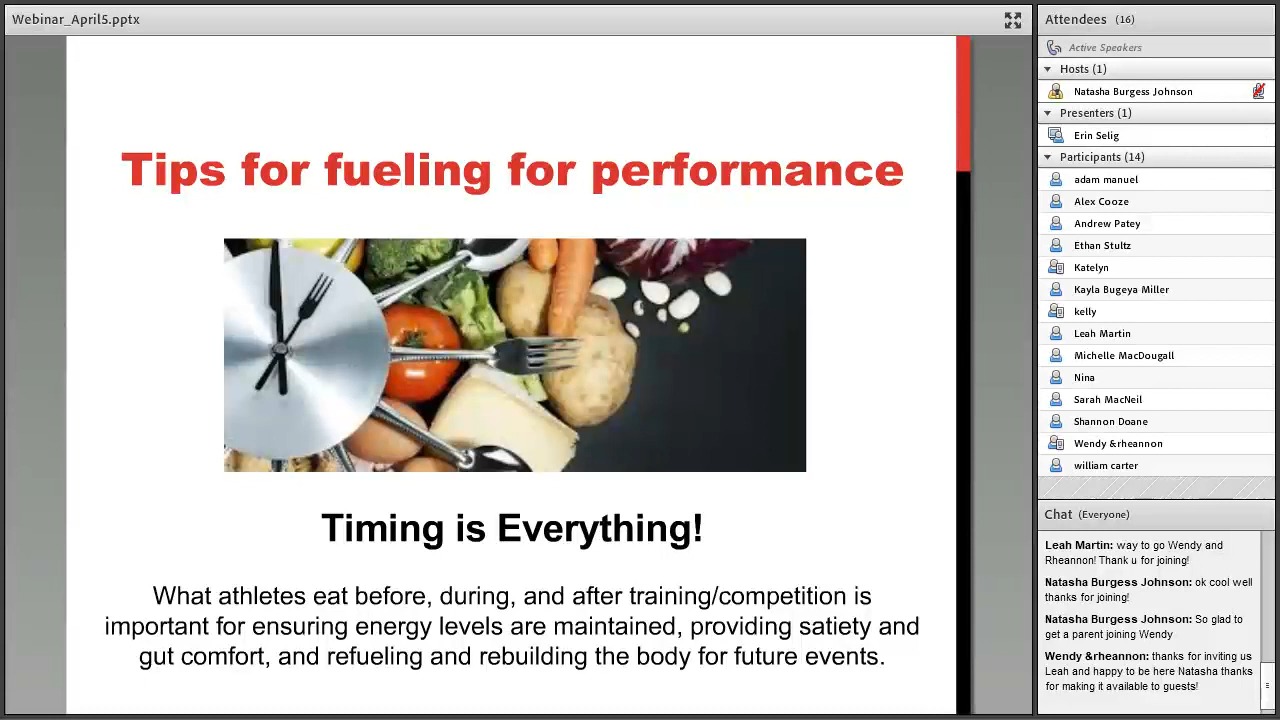 Webinar_April5.pptx
Tips for fueling for performance
Timing is Everything!
What athletes eat before, during, and after training/competition is
important for ensuring energy levels are maintained, providing satiety and
gut comfort, and refueling and rebuilding the body for future events.
Attendees (16)
Active Speakers
Hosts (1)
Natasha Burgess Johnson
Presenters (1)
Erin Selig
Participants (14)
adam manuel
Alex Cooze
Andrew Patey
Ethan Stultz
Katelyn
Kayla Bugeya Miller
kelly
Leah Martin
Michelle MacDougall
Nina
Sarah MacNeil
Shannon Doane
Wendy &rheannon
william carter
Chat (Everyone)
Leah Martin: way to go Wendy and
Rheannon! Thank u for joining!
Natasha Burgess Johnson: ok cool well
thanks for joining!
Natasha Burgess Johnson: So glad to
get a parent joining Wendy
Wendy &rheannon: thanks for inviting us
Leah and happy to be here Natasha thanks
for making it available to guests!